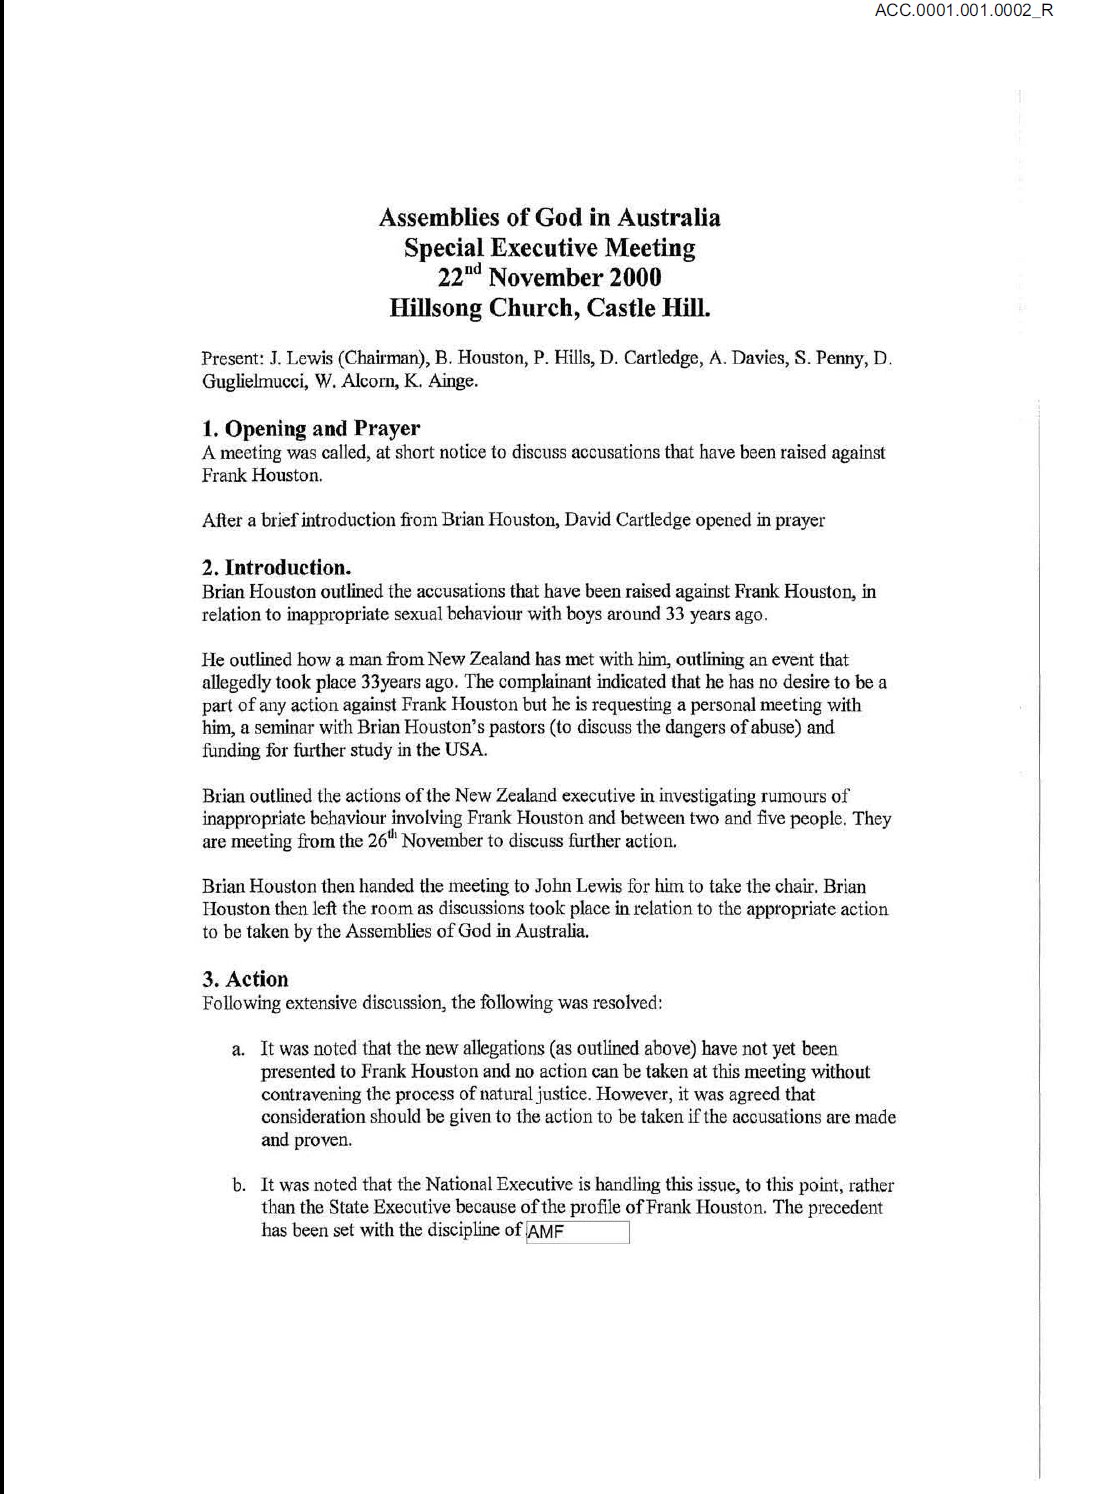 ACC.0001.001.0002_R
Assemblies of God in Australia
Special Executive Meeting
22nd November 2000
Hillsong Church, Castle Hill.
Present: J. Lewis (Chairman), B. Houston, P. Hills, D. Cartledge, A. Davies, S. Penny, D.
Guglielmucci, W. Alcorn, K. Ainge.
1. Opening and Prayer
A meeting was called, at short notice to discuss accusations that have been raised against
Frank Houston.
After a brief introduction from Brian Houston, David Cartledge opened in prayer
2. Introduction.
Brian Houston outlined the accusations that have been raised against Frank Houston, in
relation to inappropriate sexual behaviour with boys around 33 years ago.
He outlined how a man from New Zealand has met with him, outlining an event that
allegedly took place 33years ago. The complainant indicated that he has no desire to be a
part of any action against Frank Houston but he is requesting a personal meeting with
him, a seminar with Brian Houston's pastors (to discuss the dangers of abuse) and
funding for further study in the USA.
Brian outlined the actions of the New Zealand executive in investigating rumours of
inappropriate behaviour involving Frank Houston and between two and five people. They
are meeting from the 26th November to discuss further action.
Brian Houston then handed the meeting to John Lewis for him to take the chair. Brian
Houston then left the room as discussions took place in relation to the appropriate action
to be taken by the Assemblies of God in Australia.
3. Action
Following extensive discussion, the following was resolved:
a. It was noted that the new allegations (as outlined above) have not yet been
presented to Frank Houston and no action can be taken at this meeting without
contravening the process of natural justice. However, it was agreed that
consideration should be given to the action to be taken if the accusations are made
and proven.
b. It was noted that the National Executive is handling this issue, to this point, rather
than the State Executive because of the profile of Frank Houston. The precedent
has been set with the discipline of AMF